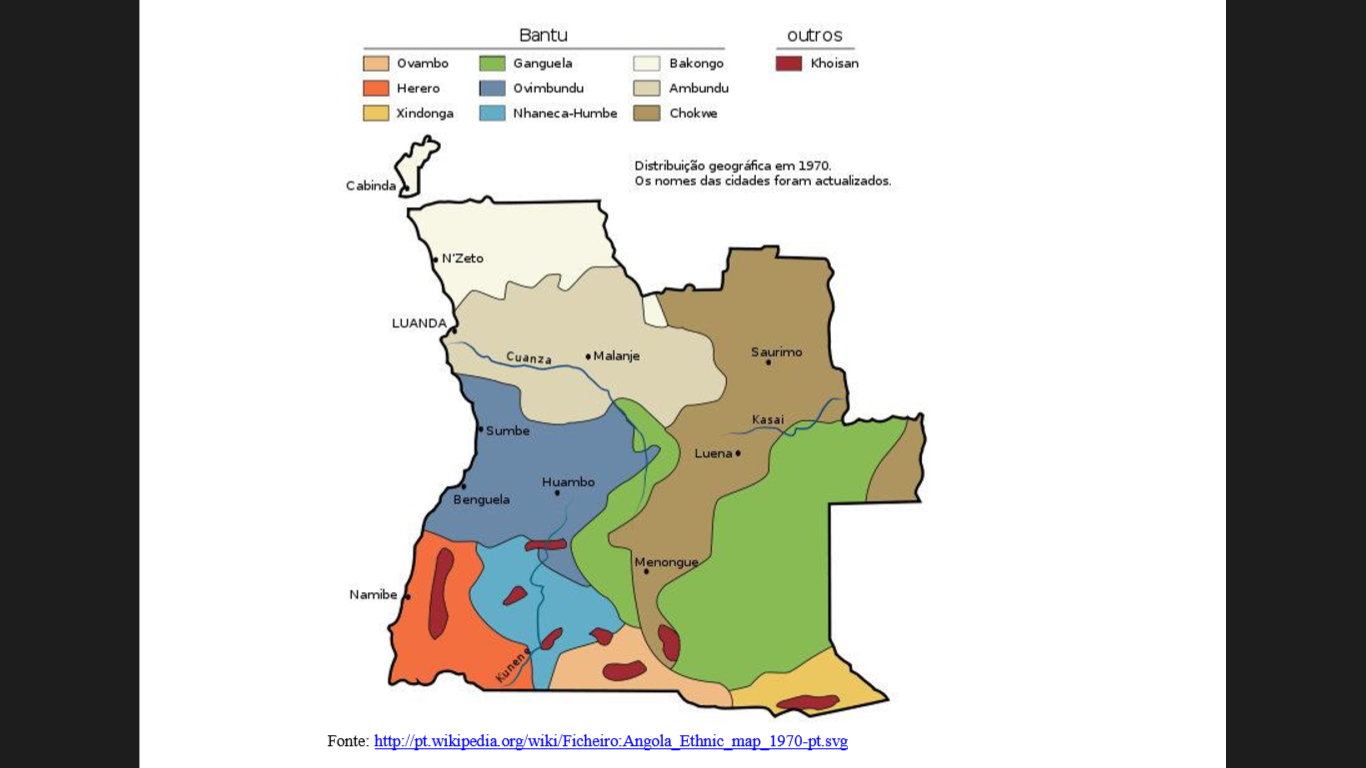 Bantu
outros
Ovambo
Ganguela
Bakongo
Khoisan
Herero
Ovimbundu
Ambundu
Xindonga
Nhaneca-Humbe
Chokwe
Distribuição geográfica em 1970.
Os nomes das cidades foram actualizados.
Cabinda
N'Zeto
LUANDA
Cuanza
Malanje
Saurimo
Kasai
Sumbe
Luena
Huambo
Benguela
Menongue
Namibe
Kunene
Fonte: http://pt.wikipedia.org/wiki/Ficheiro:Angola_Ethnic_map_1970-pt.svg